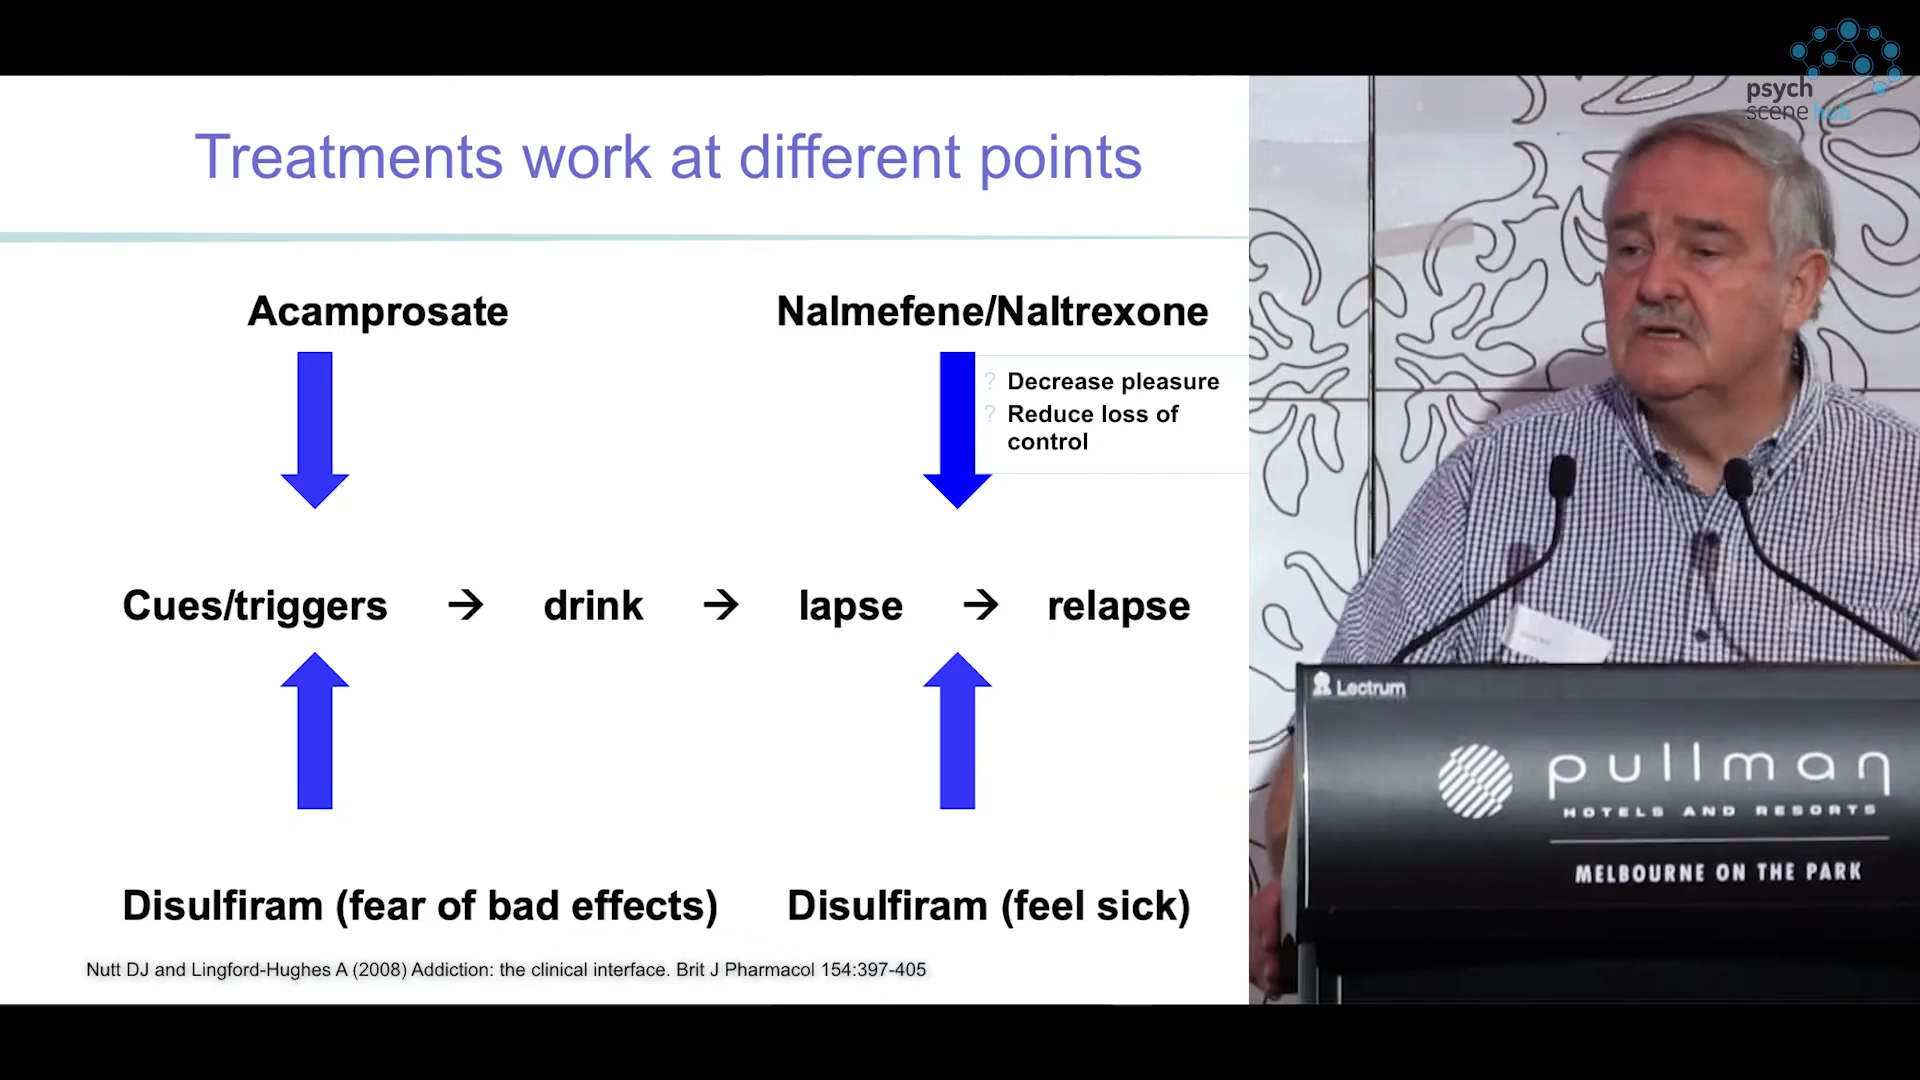 psych
scene hub
Treatments work at different points
Acamprosate
Nalmefene/Naltrexone
? Decrease pleasure
? Reduce loss of
control
Cues/triggers → drink → lapse → relapse
Disulfiram (fear of bad effects)
Disulfiram (feel sick)
Nutt DJ and Lingford-Hughes A (2008) Addiction: the clinical interface. Brit J Pharmacol 154:397-405
Lectrum
pullman
HOTELS AND RESORTS
MELBOURNE ON THE PARK